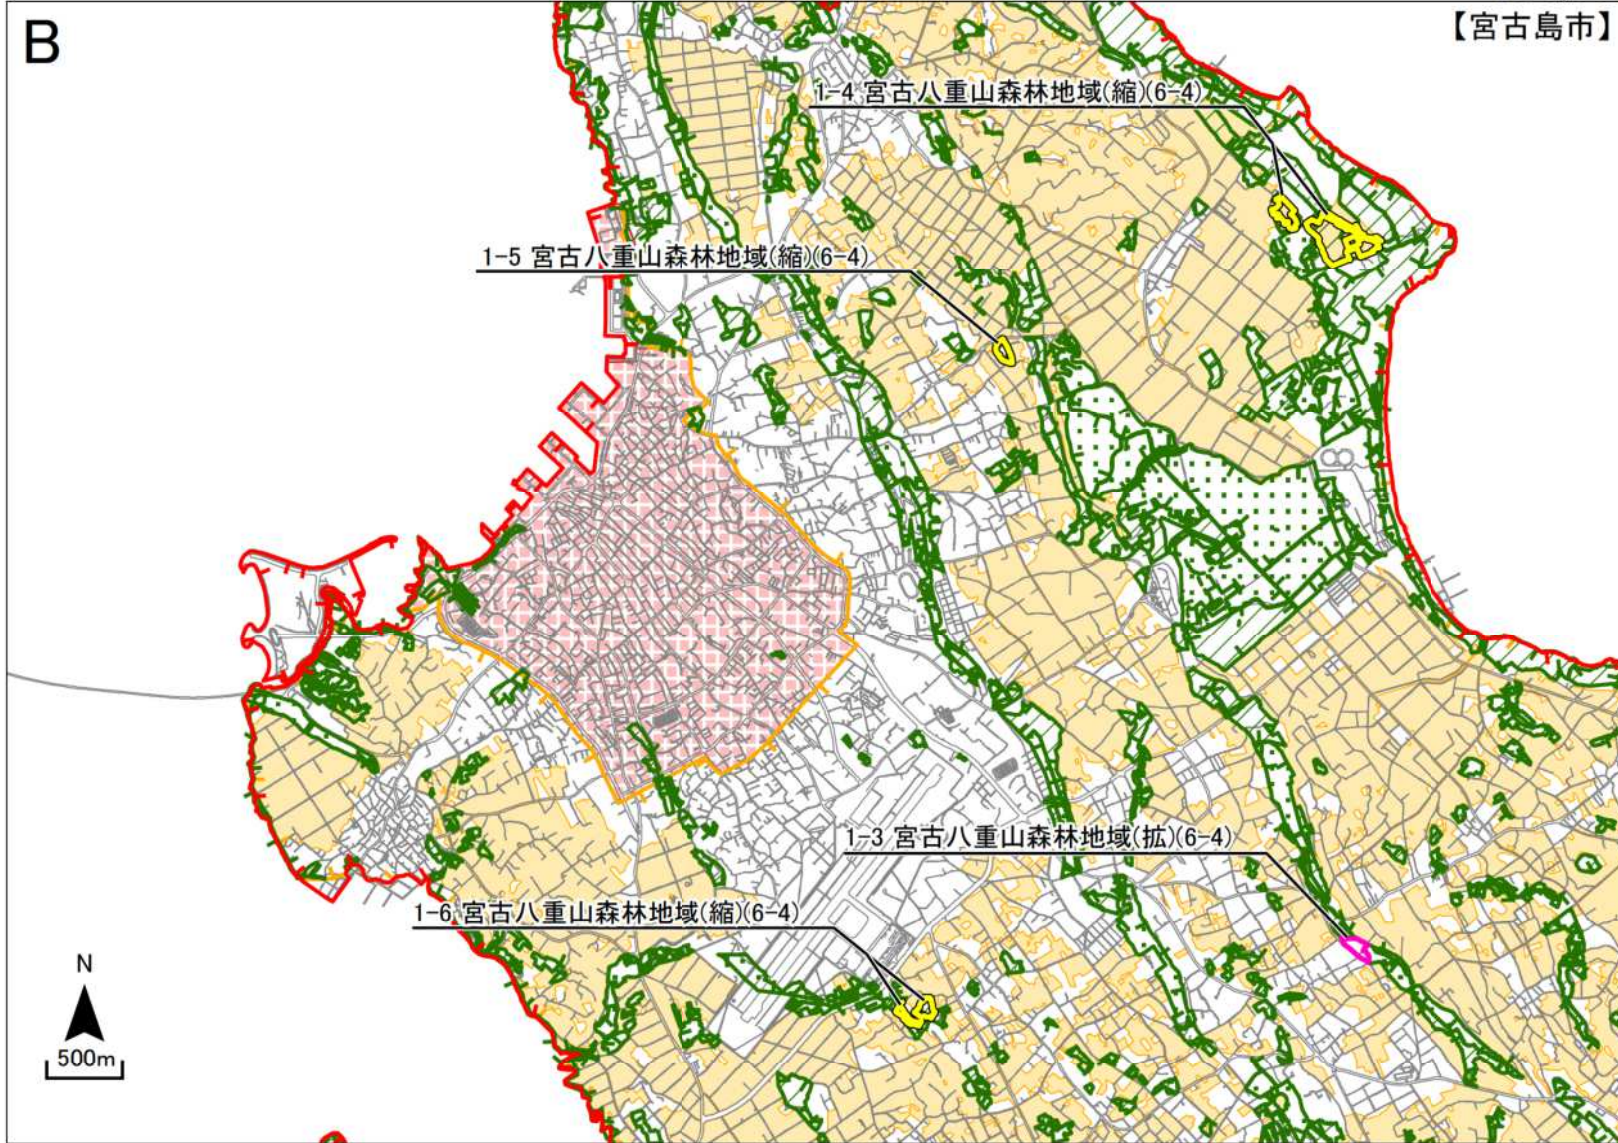 B
【宮古島市】
1-4 宮古八重山森林地域(縮)(6-4)
1-5 宮古八重山森林地域(縮)(6-4)
1-3 宮古八重山森林地域(拡)(6-4)
1-6 宮古八重山森林地域(縮)(6-4)
N
500m